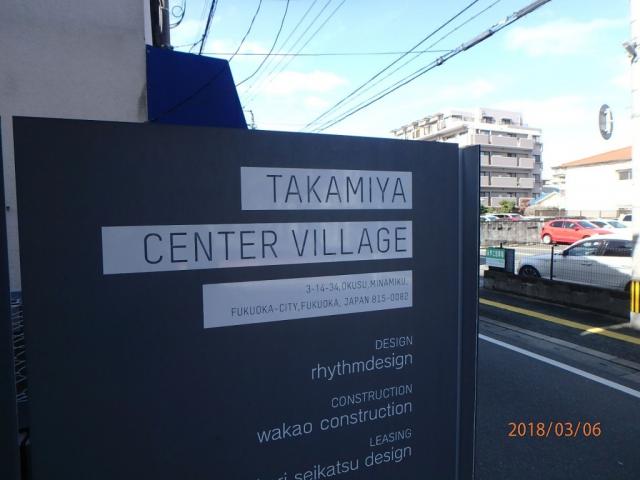 TAKAMIYA
CENTER VILLAGE
3-14-34,OKUSU,MINAMIKU,
FUKUOKA-CITY,FUKUOKA, JAPAN 815-0082
DESIGN
rhythmdesign
CONSTRUCTION
wakao construction
LEASING
seikatsu design
2018/03/06